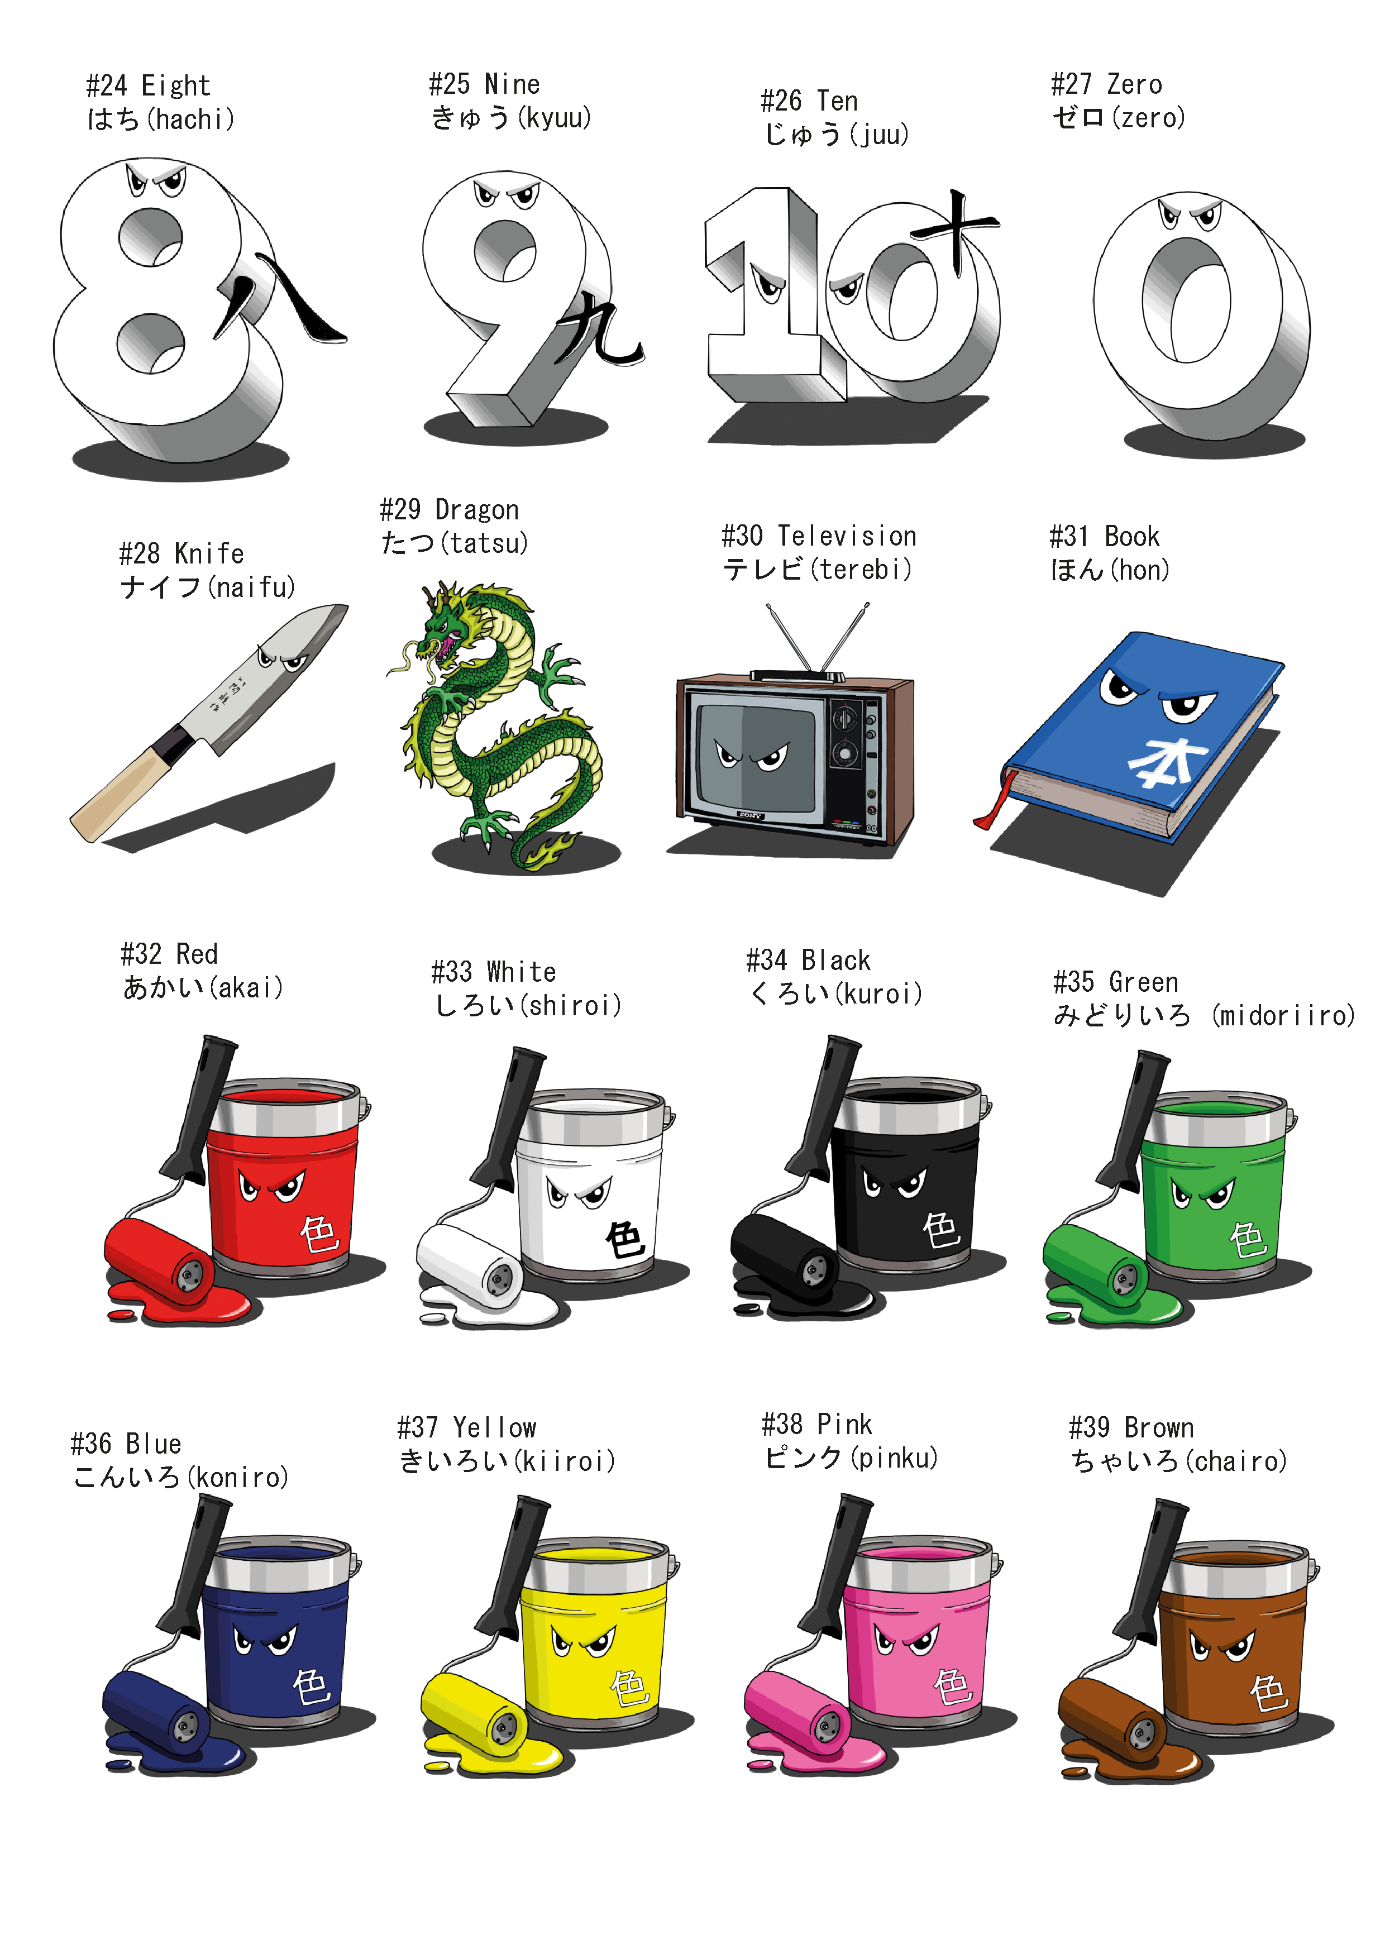 #24 Eight
はち(hachi)
八
#25 Nine
きゅう(kyuu)
九
#26 Ten
じゅう(juu)
十
#27 Zero
ゼロ(zero)
#28 Knife
ナイフ(naifu)
#29 Dragon
たつ(tatsu)
#30 Television
テレビ(terebi)
#31 Book
ほん(hon)
本
#32 Red
あかい(akai)
色
#33 White
しろい(shiroi)
色
#34 Black
くろい(kuroi)
色
#35 Green
みどりいろ (midoriiro)
色
#36 Blue
こんいろ(koniro)
色
#37 Yellow
きいろい(kiiroi)
色
#38 Pink
ピンク(pinku)
色
#39 Brown
ちゃいろ(chairo)
色